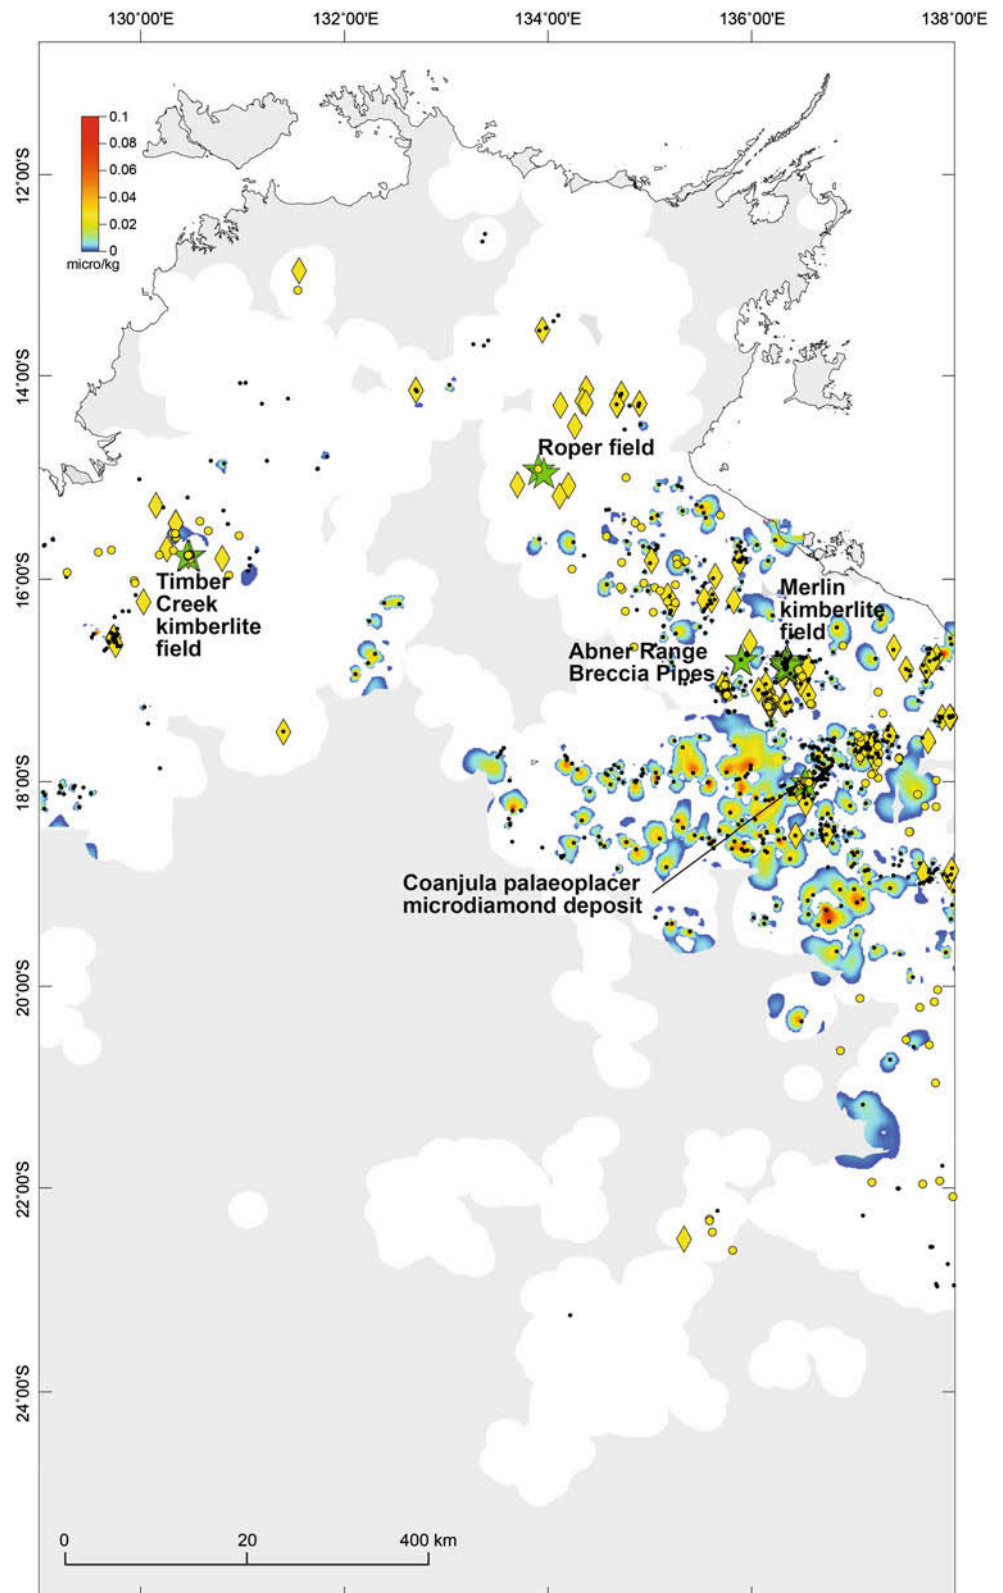 130°00'E
132°00'E
134°00'E
136°00'E
138°00'E
0.1
0.08
0.06
0.04
0.02
0
micro/kg
12°00'S
14°00'S
16°00'S
18°00'S
20°00'S
22°00'S
24°00'S
Roper field
Timber
Creek
kimberlite
field
Merlin
kimberlite
field
Abner Range
Breccia Pipes
Coanjula palaeoplacer
microdiamond deposit
0
20
400 km